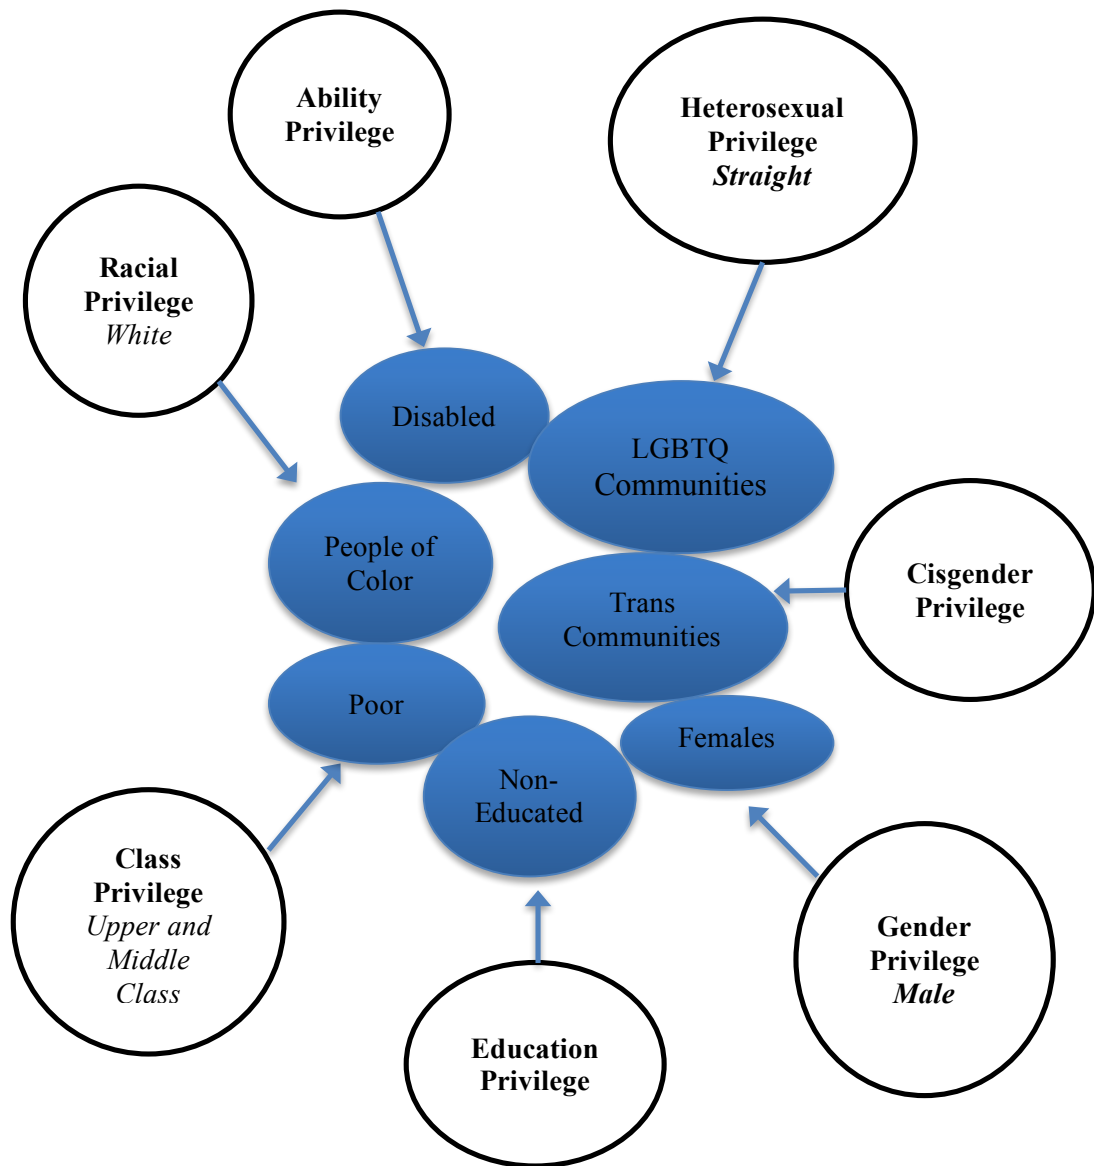 Ability
Privilege
Heterosexual
Privilege
Straight
Racial
Privilege
White
Disabled
LGBTQ
Communities
People of
Color
Trans
Communities
Cisgender
Privilege
Poor
Females
Non-
Educated
Class
Privilege
Upper and
Middle
Class
Gender
Privilege
Male
Education
Privilege